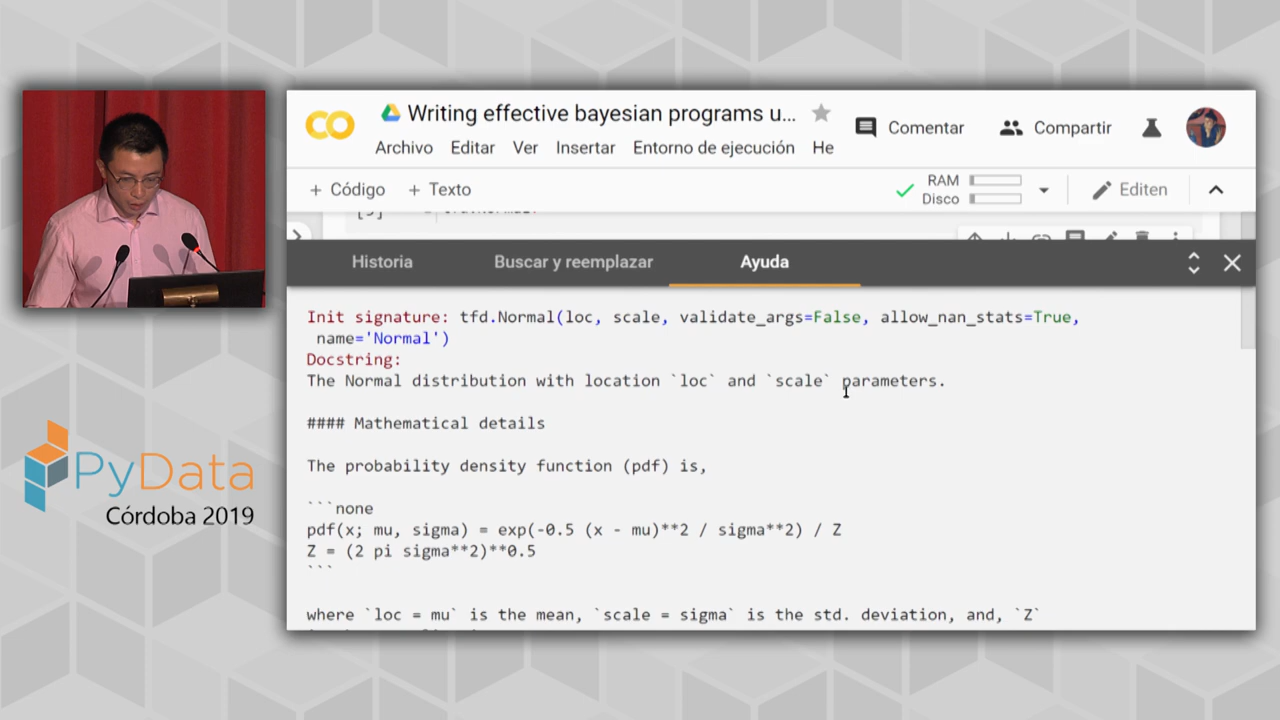 CO
Writing effective bayesian programs u...
Comentar
Compartir
Archivo Editar Ver Insertar Entorno de ejecución He
+ Código + Texto
RAM
Disco
Editen
Historia Buscar y reemplazar Ayuda
Init signature: tfd.Normal(loc, scale, validate_args=False, allow_nan_stats=True,
name='Normal')
Docstring:
The Normal distribution with location `loc` and `scale` parameters.
#### Mathematical details
The probability density function (pdf) is,
```none
pdf(x; mu, sigma) = exp(-0.5 (x - mu)**2 / sigma**2) / Z
Z = (2 pi sigma**2)**0.5
```
where `loc = mu` is the mean, `scale = sigma` is the std. deviation, and, `Z`
PyData
Córdoba 2019